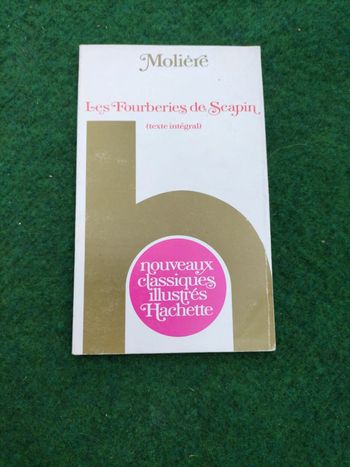 Molière
Les Fourberies de Scapin
(texte intégral)
nouveaux
classiques
illustrés
Hachette